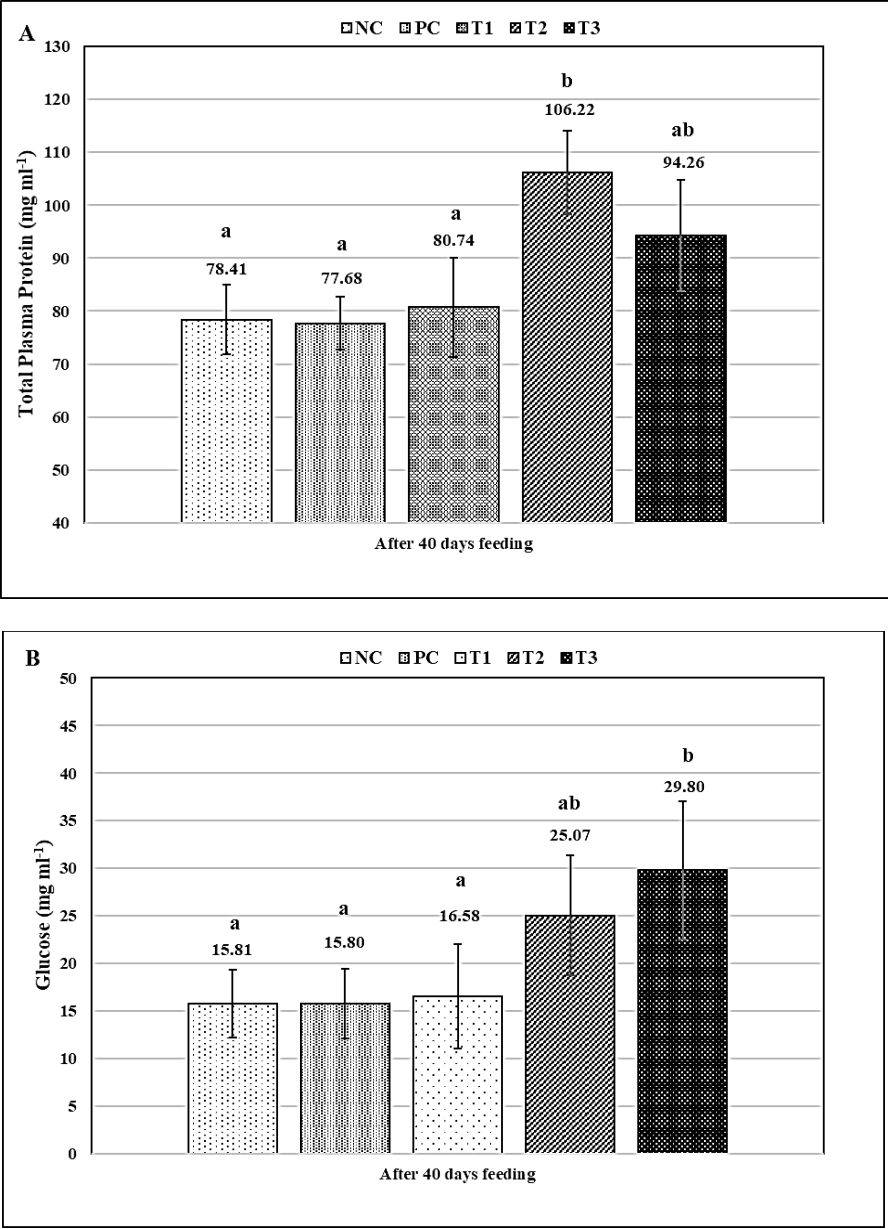 A
NC PC T1 T2 T3
130
120
110
100
90
80
70
60
50
40
Total Plasma Protein (mg ml-1)
a
78.41
a
77.68
a
80.74
b
106.22
ab
94.26
After 40 days feeding
B
NC PC T1 T2 T3
50
45
40
35
30
25
20
15
10
5
0
Glucose (mg ml-1)
a
15.81
a
15.80
a
16.58
ab
25.07
b
29.80
After 40 days feeding